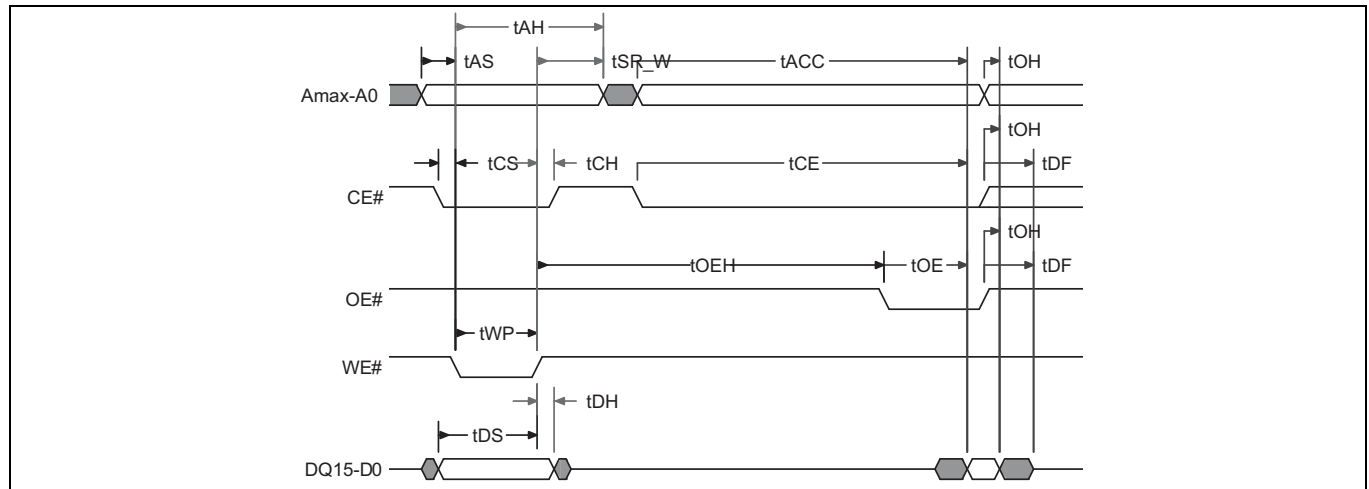 tAH
tAS
tSR_W
tACC
tOH
Amax-A0
tOH
tCS
tCH
tCE
tDF
CE#
tOH
tOEH
tOE
tDF
OE#
tWP
WE#
tDH
tDS
DQ15-D0